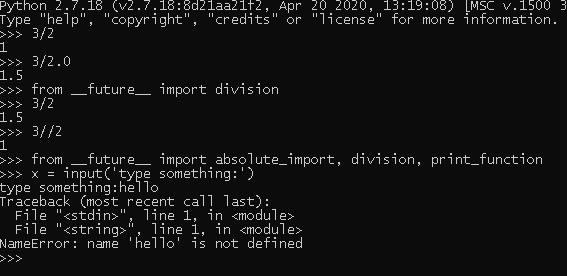 Python 2.7.18 (v2.7.18:8d21aa21f2, Apr 20 2020, 13:19:08) [MSC v.1500 3
Type "help", "copyright", "credits" or "license" for more information.
>>> 3/2
1
>>> 3/2.0
1.5
>>> from __future__ import division
>>> 3/2
1.5
>>> 3//2
1
>>> from __future__ import absolute_import, division, print_function
>>> x = input('type something:')
type something:hello
Traceback (most recent call last):
  File "<stdin>", line 1, in <module>
  File "<string>", line 1, in <module>
NameError: name 'hello' is not defined
>>>